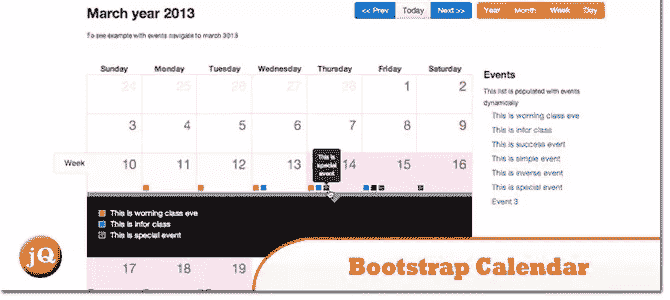 March year 2013
<< Prev Today Next >> Year Month Week Day
To see example with events navigate to march 3013
Sunday Monday Tuesday Wednesday Thursday Friday Saturday
24 25 26 27 28 1 2
3 4 5 6 7 8 9
Week 10 11 12 13 14 15 16
This is
special
event
This is worning class eve
This is infor class
This is special event
17 18 19
Events
This list is populated with events
dynamically
This is worning class eve
This is infor class
This is success evert
This is simple event
This is inverse event
This is special event
Event 3
jQ
Bootstrap Calendar